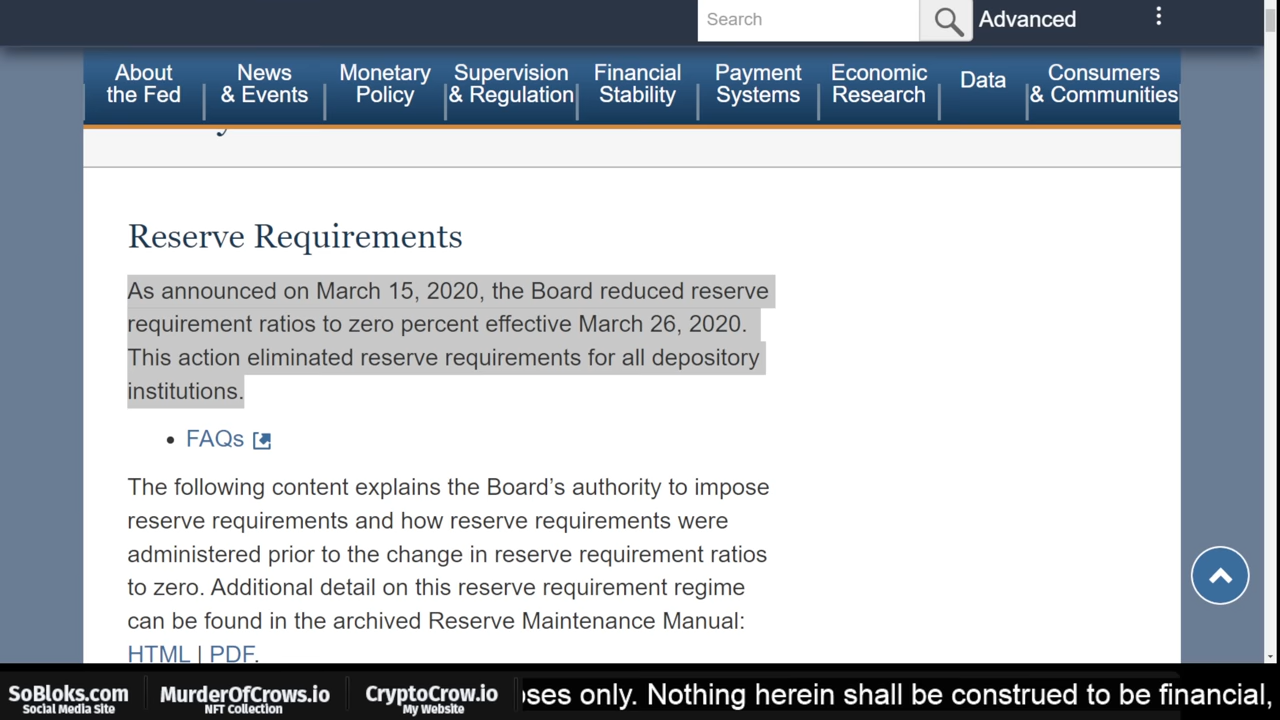 Search
Advanced
About
the Fed
News
& Events
Monetary
Policy
Supervision
& Regulation
Financial
Stability
Payment
Systems
Economic
Research
Data
Consumers
& Communities
Reserve Requirements
As announced on March 15, 2020, the Board reduced reserve
requirement ratios to zero percent effective March 26, 2020.
This action eliminated reserve requirements for all depository
institutions.
• FAQs
The following content explains the Board’s authority to impose
reserve requirements and how reserve requirements were
administered prior to the change in reserve requirement ratios
to zero. Additional detail on this reserve requirement regime
can be found in the archived Reserve Maintenance Manual:
HTML | PDF.
SoBloks.com
Social Media Site
MurderOfCrows.io
NFT Collection
CryptoCrow.io
My Website
oses only. Nothing herein shall be construed to be financial,